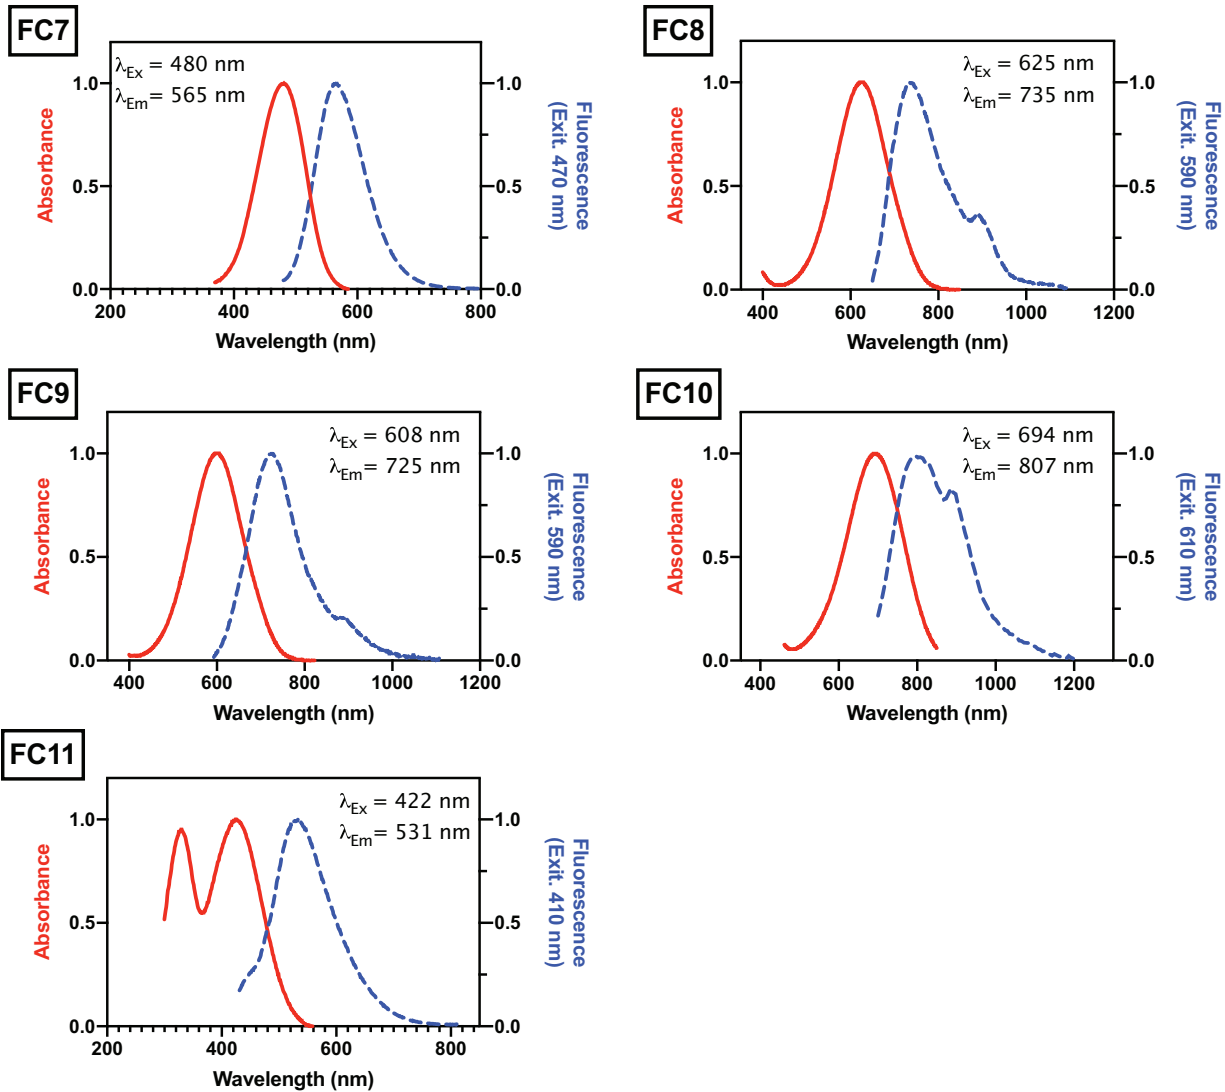 FC7
λEx = 480 nm
λEm = 565 nm
Absorbance
1.0
0.5
0.0
1.0
0.5
0.0
Fluorescence
(Exit. 470 nm)
200 400 600 800
Wavelength (nm)
FC8
λEx = 625 nm
λEm = 735 nm
Absorbance
1.0
0.5
0.0
1.0
0.5
0.0
Fluorescence
(Exit. 590 nm)
400 600 800 1000 1200
Wavelength (nm)
FC9
λEx = 608 nm
λEm = 725 nm
Absorbance
1.0
0.5
0.0
1.0
0.5
0.0
Fluorescence
(Exit. 590 nm)
400 600 800 1000 1200
Wavelength (nm)
FC10
λEx = 694 nm
λEm = 807 nm
Absorbance
1.0
0.5
0.0
1.0
0.5
0.0
Fluorescence
(Exit. 610 nm)
400 600 800 1000 1200
Wavelength (nm)
FC11
λEx = 422 nm
λEm = 531 nm
Absorbance
1.0
0.5
0.0
1.0
0.5
0.0
Fluorescence
(Exit. 410 nm)
200 400 600 800
Wavelength (nm)